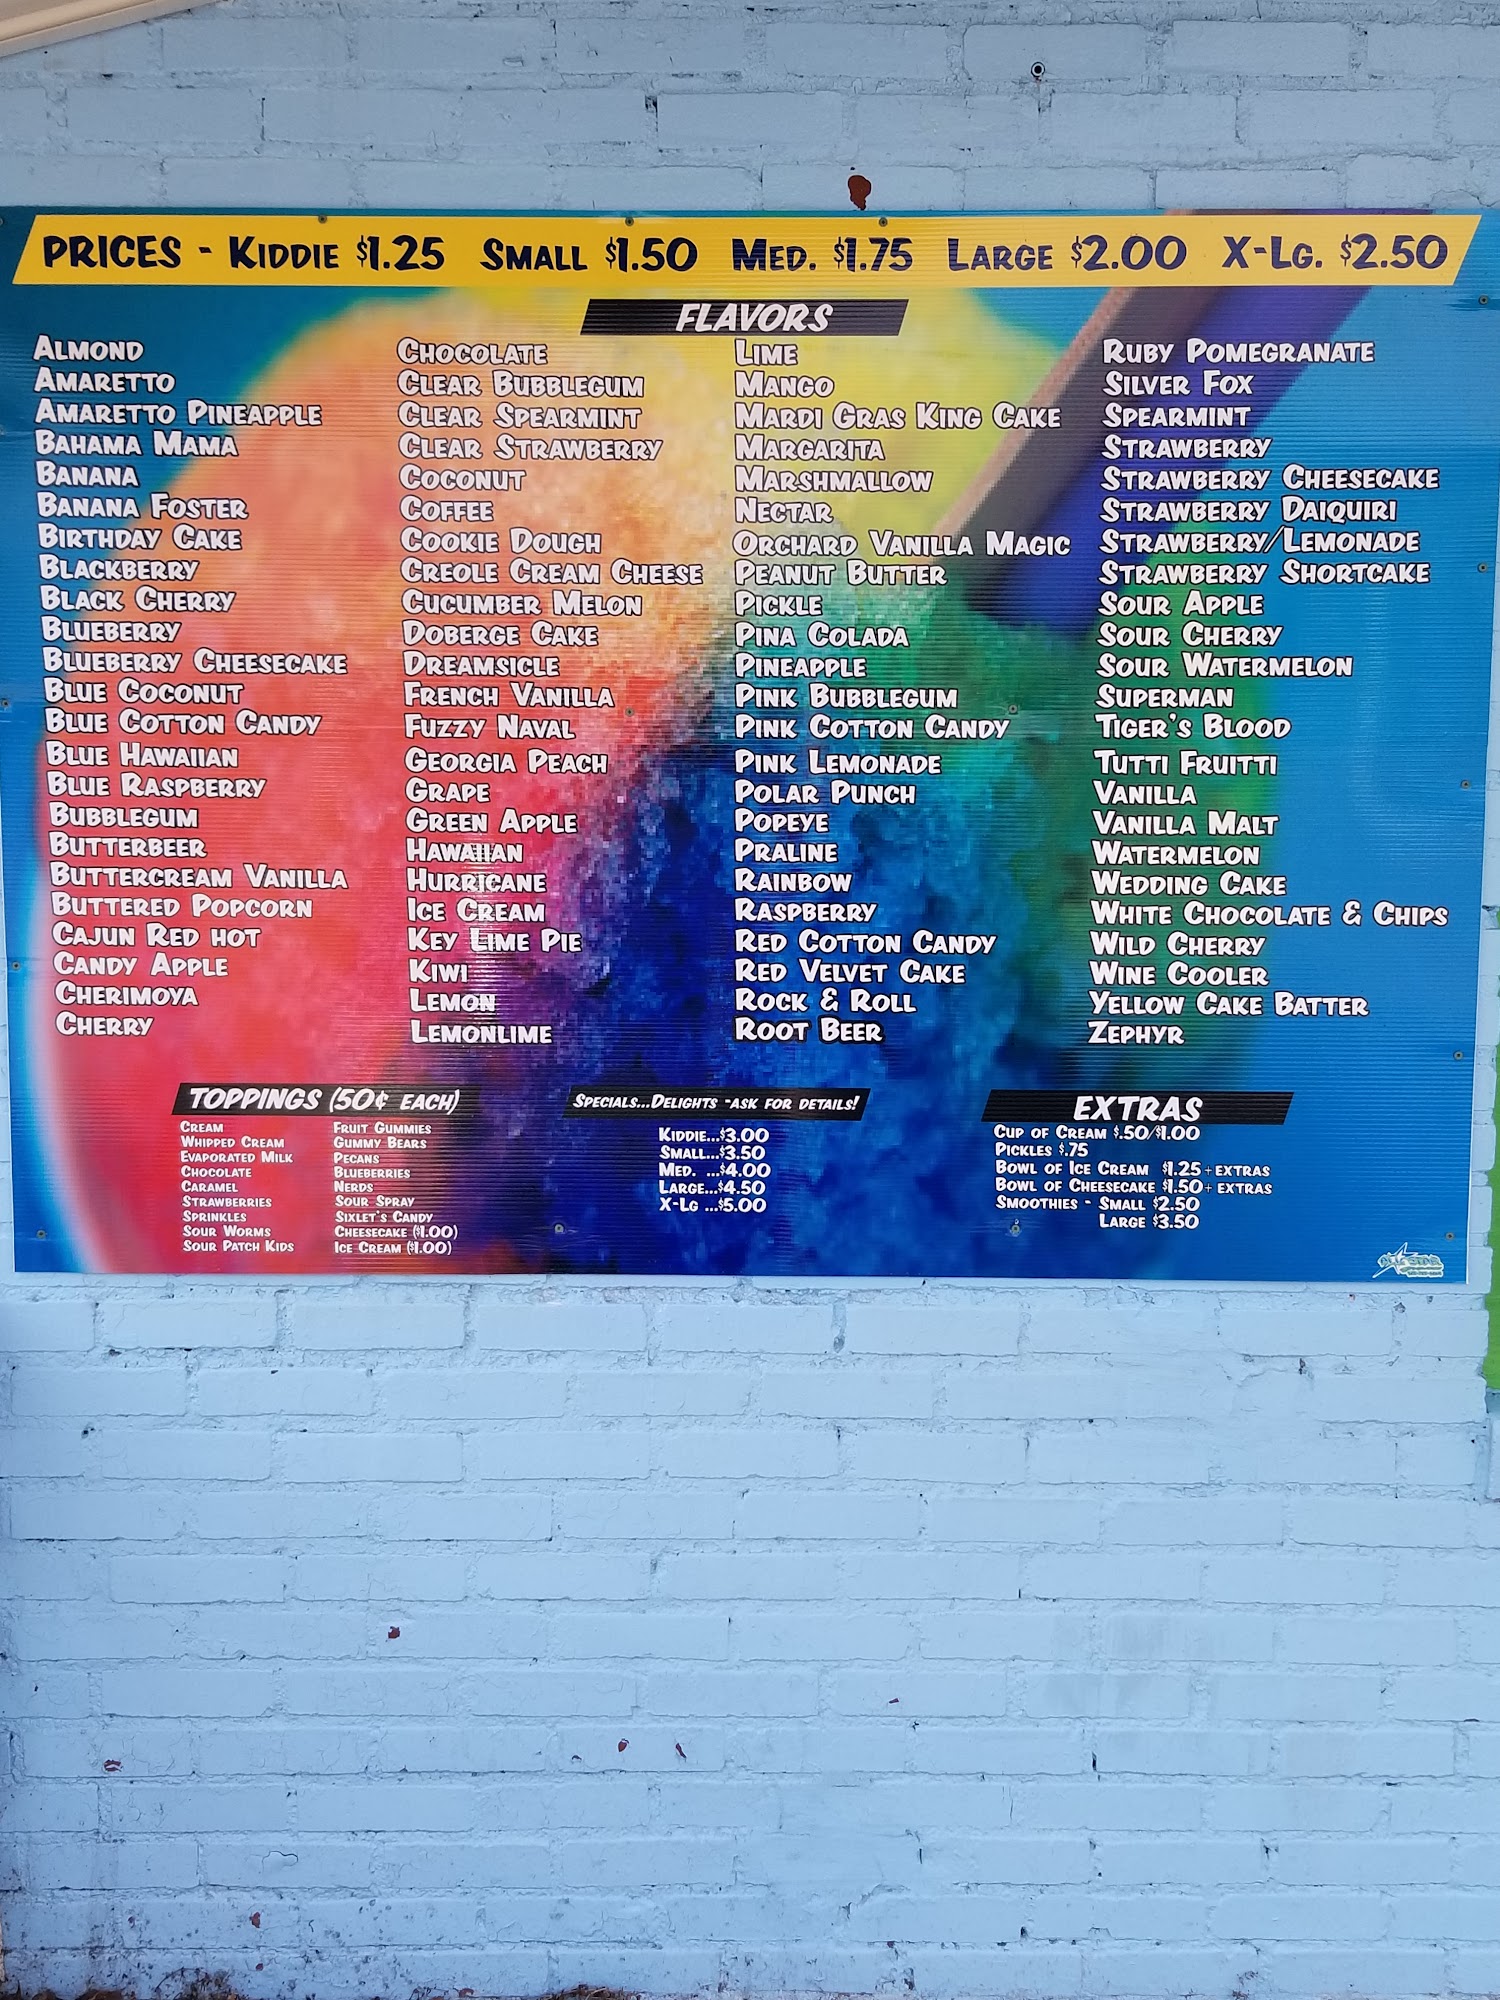 PRICES - KIDDIE $1.25 SMALL $1.50 MED. $1.75 LARGE $2.00 X-LG. $2.50
FLAVORS
ALMOND
AMARETTO
AMARETTO PINEAPPLE
BAHAMA MAMA
BANANA
BANANA FOSTER
BIRTHDAY CAKE
BLACKBERRY
BLACK CHERRY
BLUEBERRY
BLUEBERRY CHEESECAKE
BLUE COCONUT
BLUE COTTON CANDY
BLUE HAWAIIAN
BLUE RASPBERRY
BUBBLEGUM
BUTTERBEER
BUTTERCREAM VANILLA
BUTTERED POPCORN
CAJUN RED HOT
CANDY APPLE
CHERIMOYA
CHERRY
CHOCOLATE
CLEAR BUBBLEGUM
CLEAR SPEARMINT
CLEAR STRAWBERRY
COCONUT
COFFEE
COOKIE DOUGH
CREOLE CREAM CHEESE
CUCUMBER MELON
DOBERGE CAKE
DREAMSICLE
FRENCH VANILLA
FUZZY NAVAL
GEORGIA PEACH
GRAPE
GREEN APPLE
HAWAIIAN
HURRICANE
ICE CREAM
KEY LIME PIE
KIWI
LEMON
LEMONLIME
LIME
MANGO
MARDI GRAS KING CAKE
MARGARITA
MARSHMALLOW
NECTAR
ORCHARD VANILLA MAGIC
PEANUT BUTTER
PICKLE
PINA COLADA
PINEAPPLE
PINK BUBBLEGUM
PINK COTTON CANDY
PINK LEMONADE
POLAR PUNCH
POPEYE
PRALINE
RAINBOW
RASPBERRY
RED COTTON CANDY
RED VELVET CAKE
ROCK & ROLL
ROOT BEER
RUBY POMEGRANATE
SILVER FOX
SPEARMINT
STRAWBERRY
STRAWBERRY CHEESECAKE
STRAWBERRY DAIQUIRI
STRAWBERRY/LEMONADE
STRAWBERRY SHORTCAKE
SOUR APPLE
SOUR CHERRY
SOUR WATERMELON
SUPERMAN
TIGER'S BLOOD
TUTTI FRUITTI
VANILLA
VANILLA MALT
WATERMELON
WEDDING CAKE
WHITE CHOCOLATE & CHIPS
WILD CHERRY
WINE COOLER
YELLOW CAKE BATTER
ZEPHYR
TOPPINGS (50¢ EACH)
CREAM
WHIPPED CREAM
EVAPORATED MILK
CHOCOLATE
CARAMEL
STRAWBERRIES
SPRINKLES
SOUR WORMS
SOUR PATCH KIDS
FRUIT GUMMIES
GUMMY BEARS
PECANS
BLUEBERRIES
NERDS
SOUR SPRAY
SIXLET'S CANDY
CHEESECAKE ($1.00)
ICE CREAM ($1.00)
SPECIALS...DELIGHTS -ASK FOR DETAILS!
KIDDIE...$3.00
SMALL...$3.50
MED. ...$4.00
LARGE...$4.50
X-LG ...$5.00
EXTRAS
CUP OF CREAM $.50/$1.00
PICKLES $.75
BOWL OF ICE CREAM $1.25 + EXTRAS
BOWL OF CHEESECAKE $1.50 + EXTRAS
SMOOTHIES - SMALL $2.50
LARGE $3.50
ALL STAR